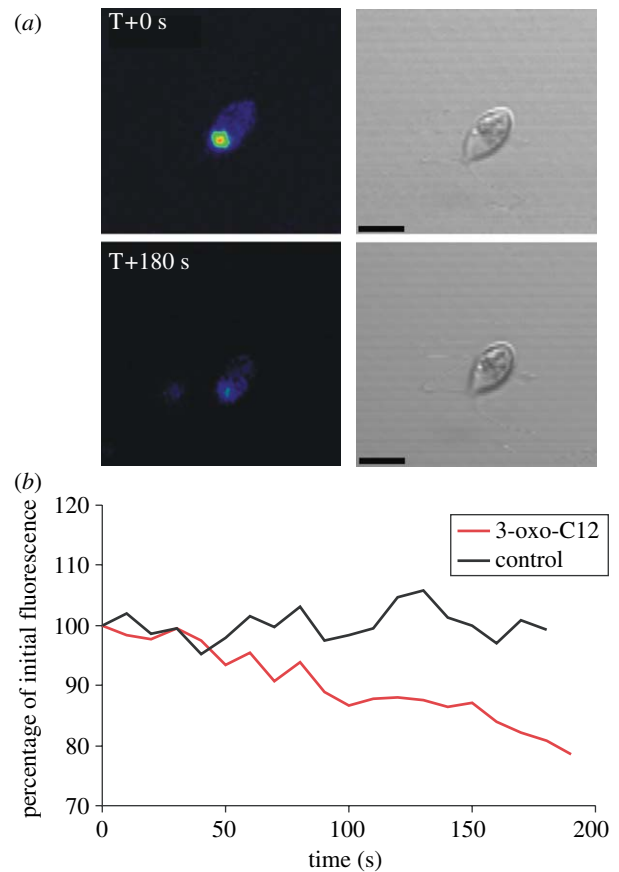 (a)
T+0 s
T+180 s
(b)
percentage of initial fluorescence
120
110
100
90
80
70
3-oxo-C12
control
0
50
100
150
200
time (s)